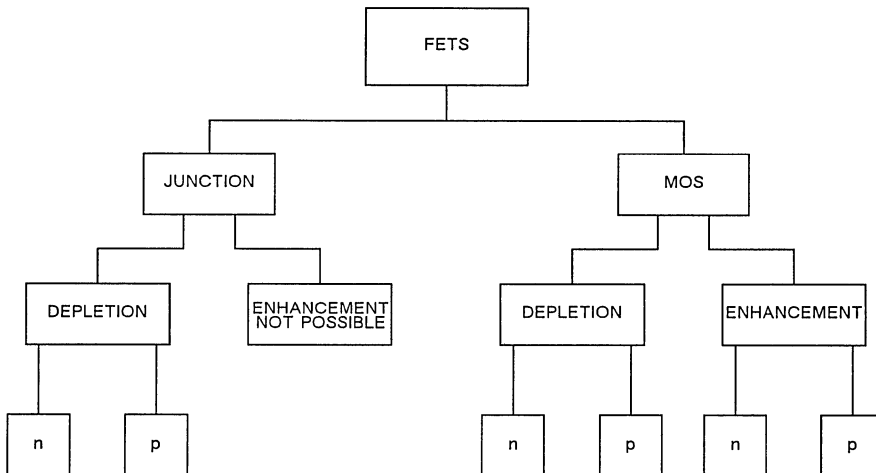 FETS
JUNCTION
MOS
DEPLETION
ENHANCEMENT
NOT POSSIBLE
DEPLETION
ENHANCEMENT
n
p
n
p
n
p